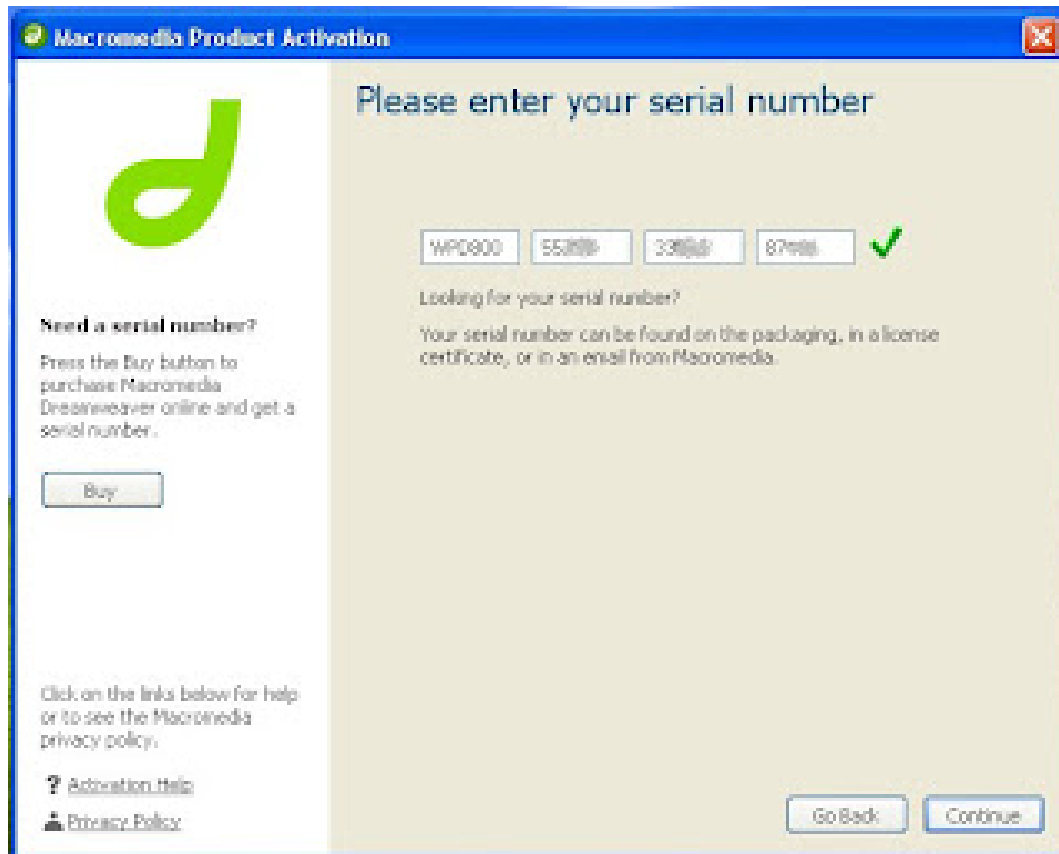 Macromedia Product Activation
Please enter your serial number
WPD800
Looking for your serial number?
Your serial number can be found on the packaging, in a license
certificate, or in an email from Macromedia.
Need a serial number?
Press the Buy button to
purchase Macromedia
Dreamweaver online and get a
serial number.
Buy
Click on the links below for help
or to see the Macromedia
privacy policy.
? Activation Help
Privacy Policy
Go Back
Continue